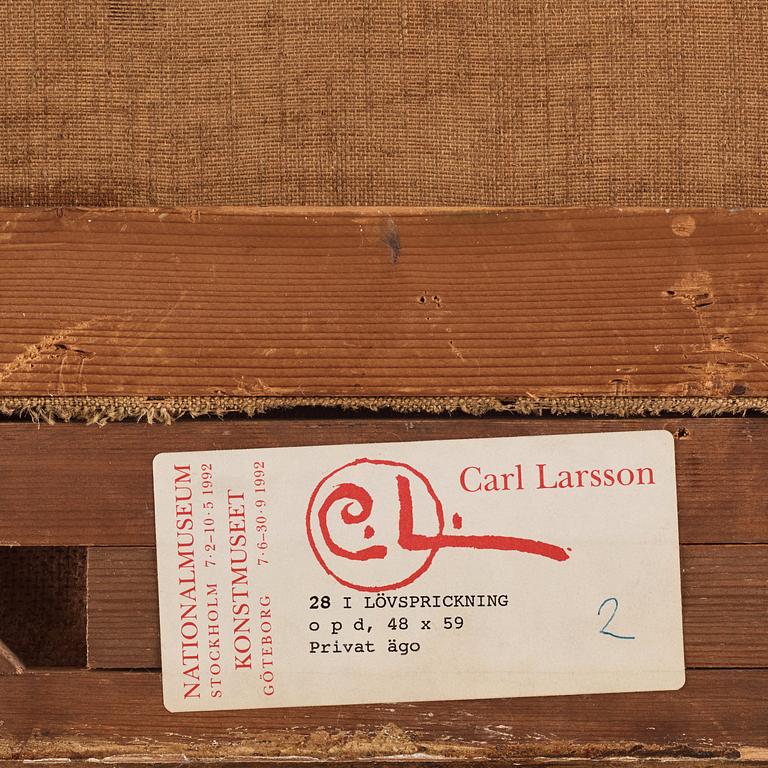 NATIONALMUSEUM
STOCKHOLM 7·2–10·5 1992
KONSTMUSEET
GÖTEBORG 7·6–30·9 1992
C.L.
Carl Larsson
28 I LÖVSPRICKNING
o p d, 48 x 59
Privat ägo
2